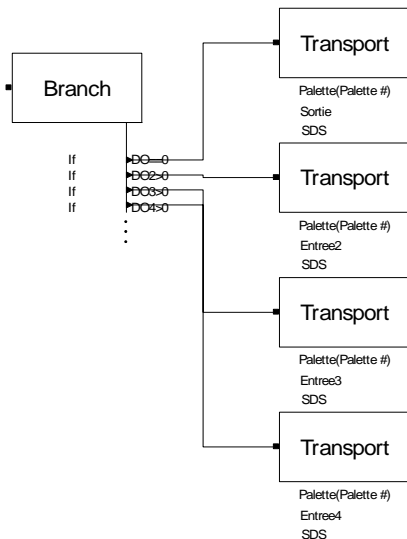 Transport
Palette(Palette #)
Sortie
SDS
Branch
If DO==0
If DO2>0
If DO3>0
If DO4>0
Transport
Palette(Palette #)
Entree2
SDS
Transport
Palette(Palette #)
Entree3
SDS
Transport
Palette(Palette #)
Entree4
SDS